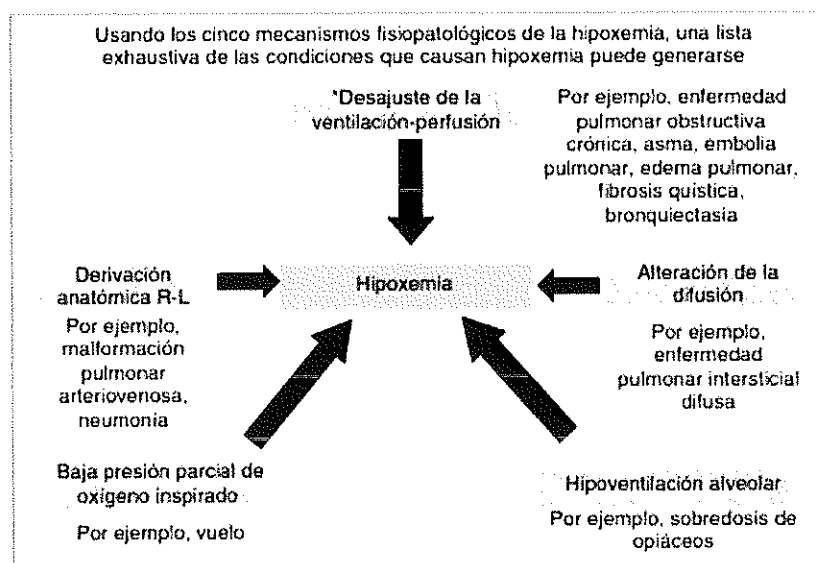 Usando los cinco mecanismos fisiopatológicos de la hipoxemia, una lista
exhaustiva de las condiciones que causan hipoxemia puede generarse
*Desajuste de la
ventilación-perfusión
Por ejemplo, enfermedad
pulmonar obstructiva
crónica, asma, embolia
pulmonar, edema pulmonar,
fibrosis quística,
bronquiectasia
Derivación
anatómica R-L
Hipoxemia
Alteración de la
difusión
Por ejemplo,
malformación
pulmonar
arteriovenosa,
neumonía
Por ejemplo,
enfermedad
pulmonar intersticial
difusa
Baja presión parcial de
oxígeno inspirado
Por ejemplo, vuelo
Hipoventilación alveolar
Por ejemplo, sobredosis de
opiáceos